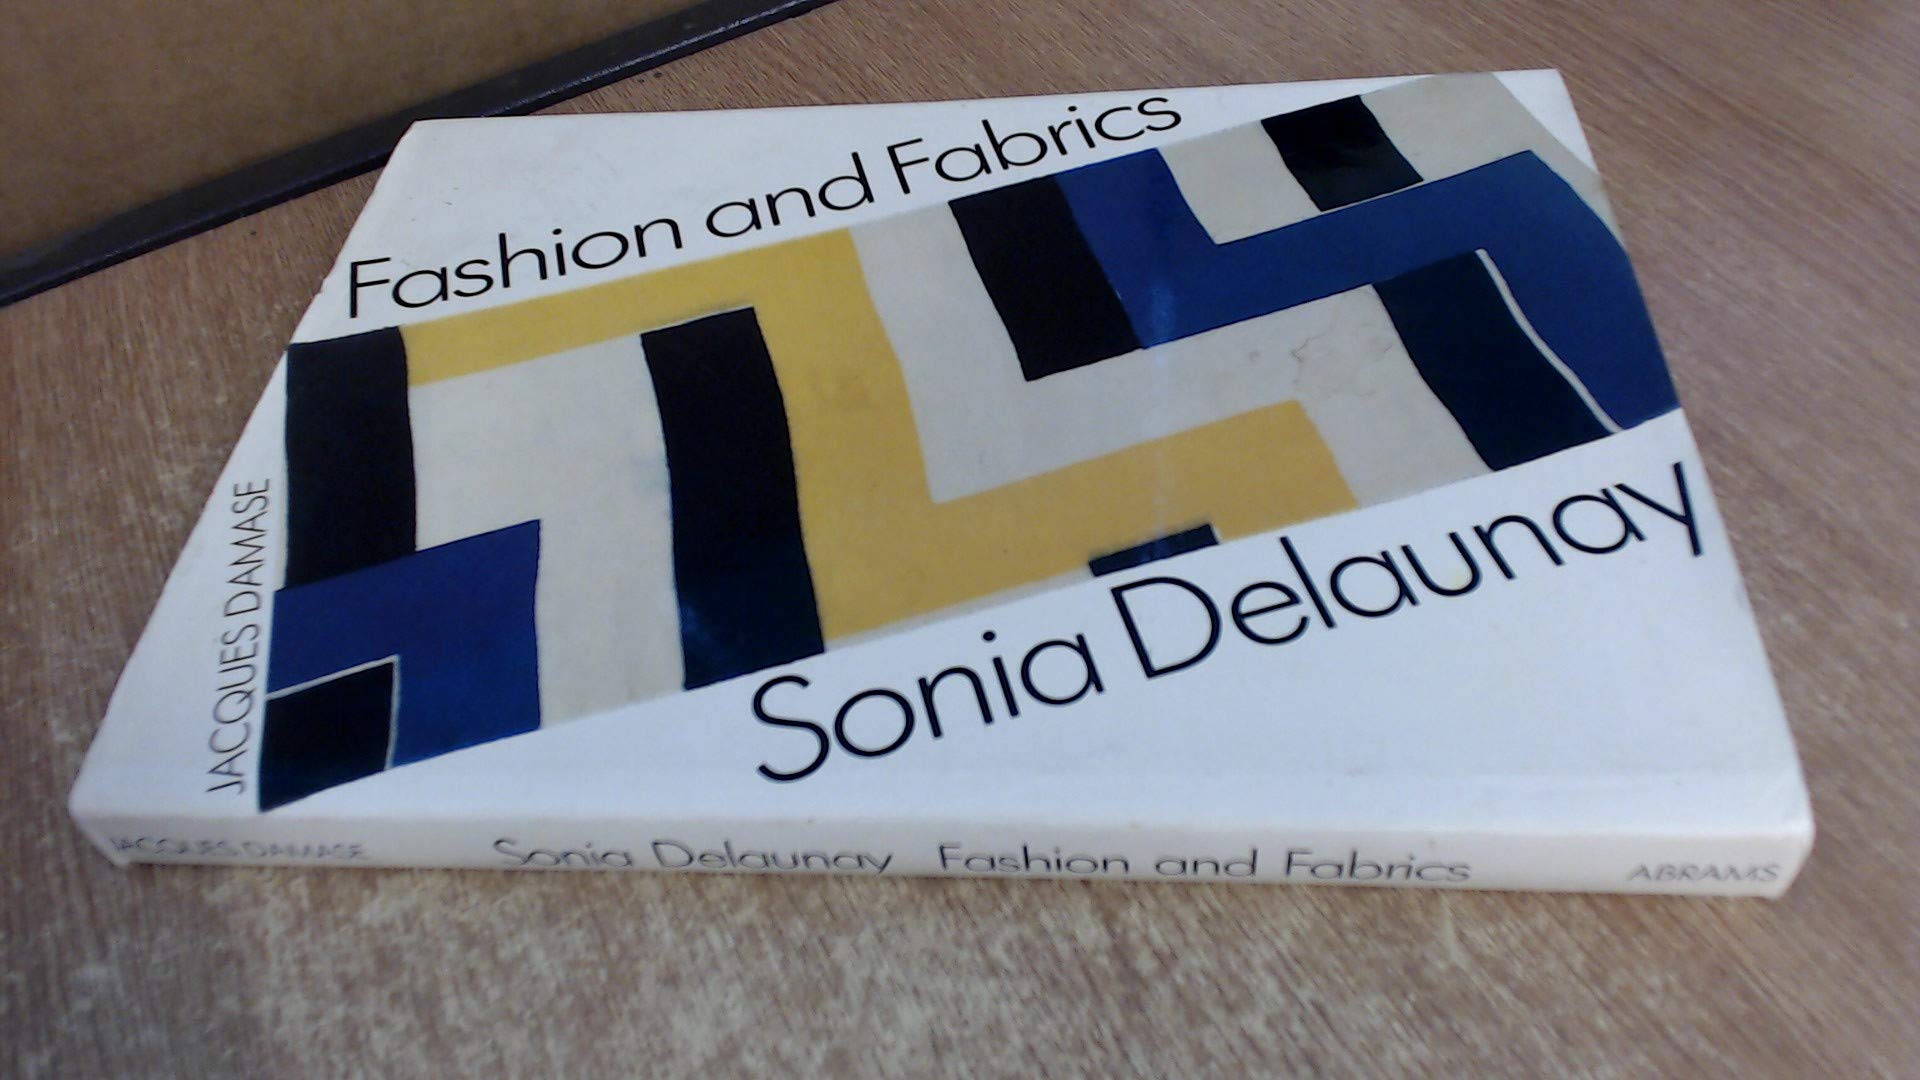 Fashion and Fabrics
Sonia Delaunay
JACQUES DAMASE
JACQUES DAMASE Sonia Delaunay Fashion and Fabrics ABRAMS